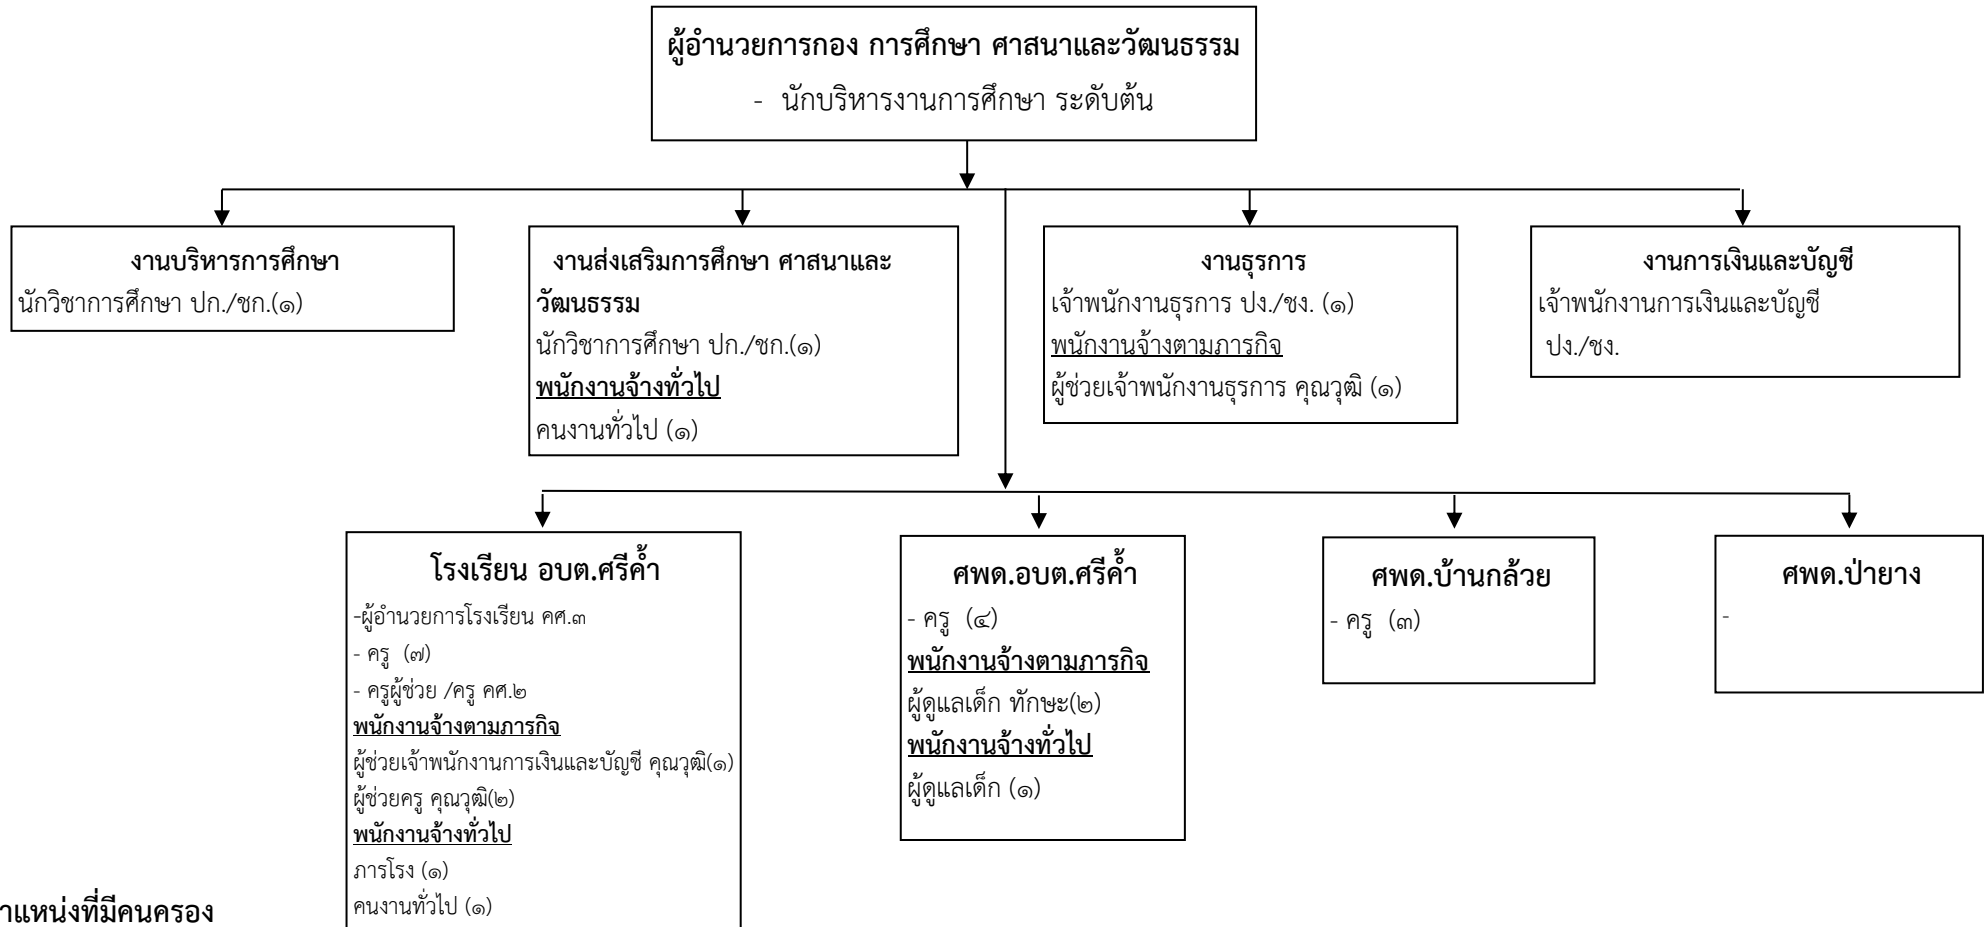 ผู้อำนวยการกอง การศึกษา ศาสนาและวัฒนธรรม
- นักบริหารงานการศึกษา ระดับต้น
งานบริหารการศึกษา
นักวิชาการศึกษา ปก./ชก.(๑)
งานส่งเสริมการศึกษา ศาสนาและ
วัฒนธรรม
นักวิชาการศึกษา ปก./ชก.(๑)
พนักงานจ้างทั่วไป
คนงานทั่วไป (๑)
งานธุรการ
เจ้าพนักงานธุรการ ปง./ชง. (๑)
พนักงานจ้างตามภารกิจ
ผู้ช่วยเจ้าพนักงานธุรการ คุณวุฒิ (๑)
งานการเงินและบัญชี
เจ้าพนักงานการเงินและบัญชี
ปง./ชง.
โรงเรียน อบต.ศรีค้ำ
-ผู้อำนวยการโรงเรียน คศ.๓
- ครู (๗)
- ครูผู้ช่วย /ครู คศ.๒
พนักงานจ้างตามภารกิจ
ผู้ช่วยเจ้าพนักงานการเงินและบัญชี คุณวุฒิ(๑)
ผู้ช่วยครู คุณวุฒิ(๒)
พนักงานจ้างทั่วไป
ภารโรง (๑)
คนงานทั่วไป (๑)
ศพด.อบต.ศรีค้ำ
- ครู (๔)
พนักงานจ้างตามภารกิจ
ผู้ดูแลเด็ก ทักษะ(๒)
พนักงานจ้างทั่วไป
ผู้ดูแลเด็ก (๑)
ศพด.บ้านกล้วย
- ครู (๓)
ศพด.ป่ายาง
-
าแหน่งที่มีคนครอง